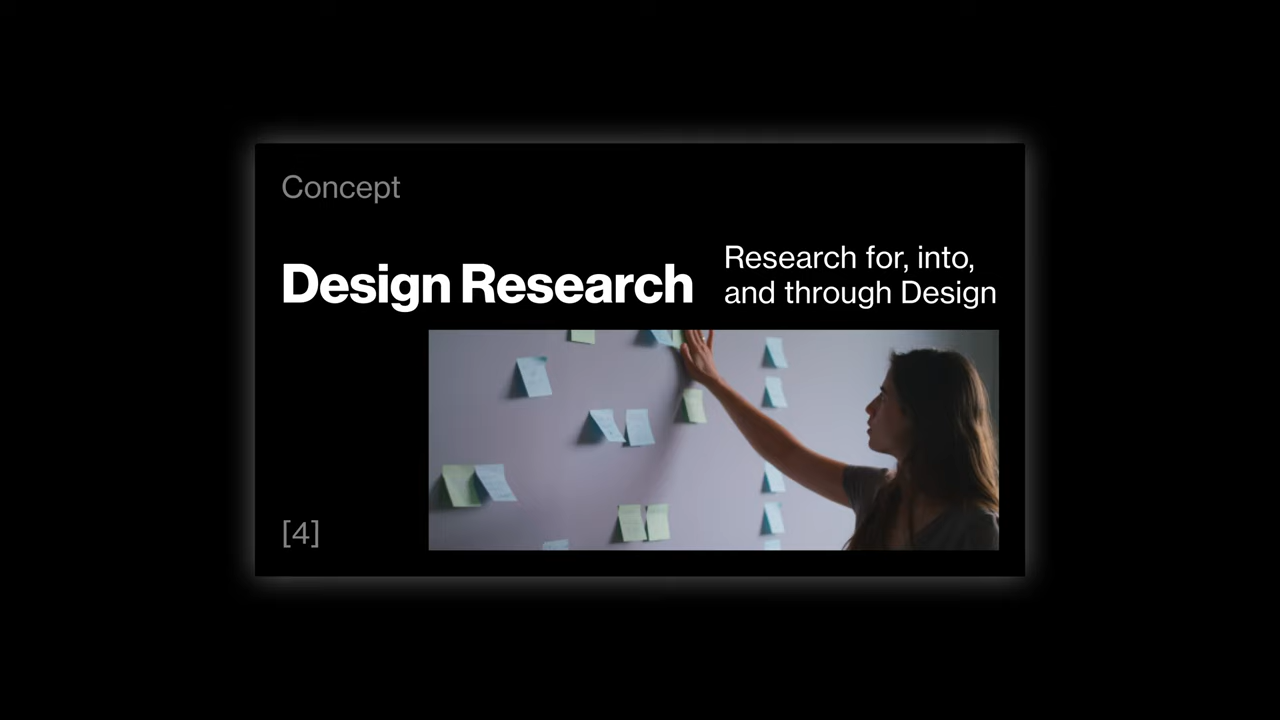 Concept
Design Research
Research for, into,
and through Design
[4]